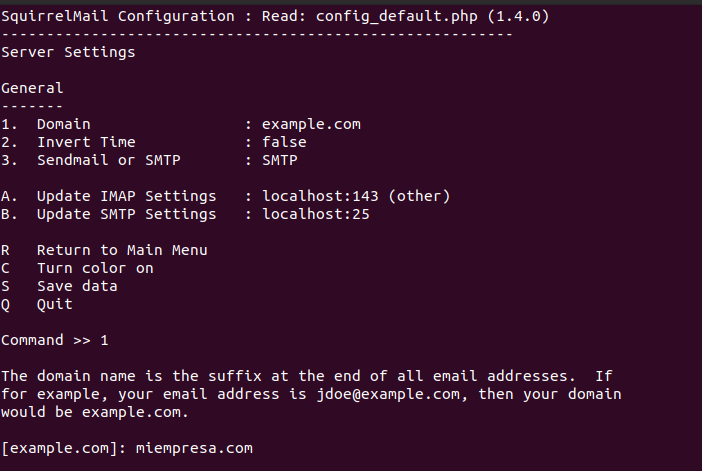 SquirrelMail Configuration : Read: config_default.php (1.4.0)
---------------------------------------------------------
Server Settings
General
-------
1.  Domain                 : example.com
2.  Invert Time            : false
3.  Sendmail or SMTP       : SMTP
A.  Update IMAP Settings   : localhost:143 (other)
B.  Update SMTP Settings   : localhost:25
R   Return to Main Menu
C   Turn color on
S   Save data
Q   Quit
Command >> 1
The domain name is the suffix at the end of all email addresses.  If
for example, your email address is jdoe@example.com, then your domain
would be example.com.
[example.com]: miempresa.com